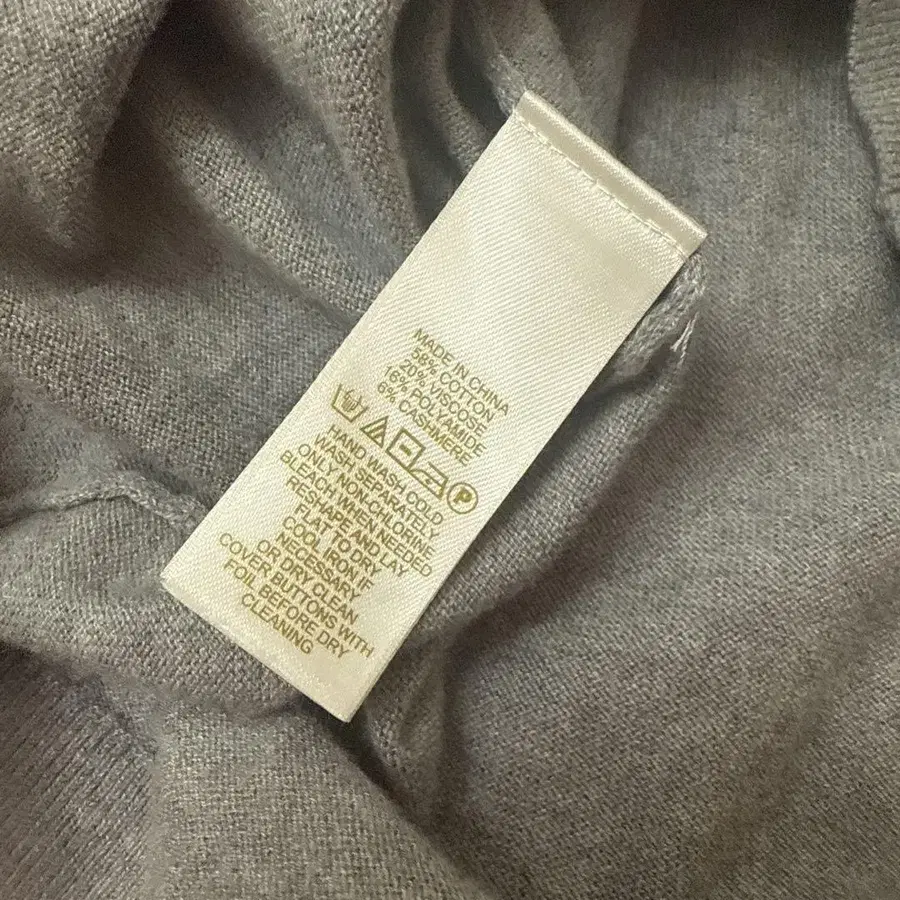 MADE IN CHINA
58% COTTON
20% VISCOSE
16% POLYAMIDE
6% CASHMERE
P
HAND WASH COLD
WASH SEPARATELY
ONLY NON-CHLORINE
BLEACH WHEN NEEDED
RESHAPE AND LAY
FLAT TO DRY
COOL IRON IF
NECESSARY
OR DRY CLEAN
COVER BUTTONS WITH
FOIL BEFORE DRY
CLEANING